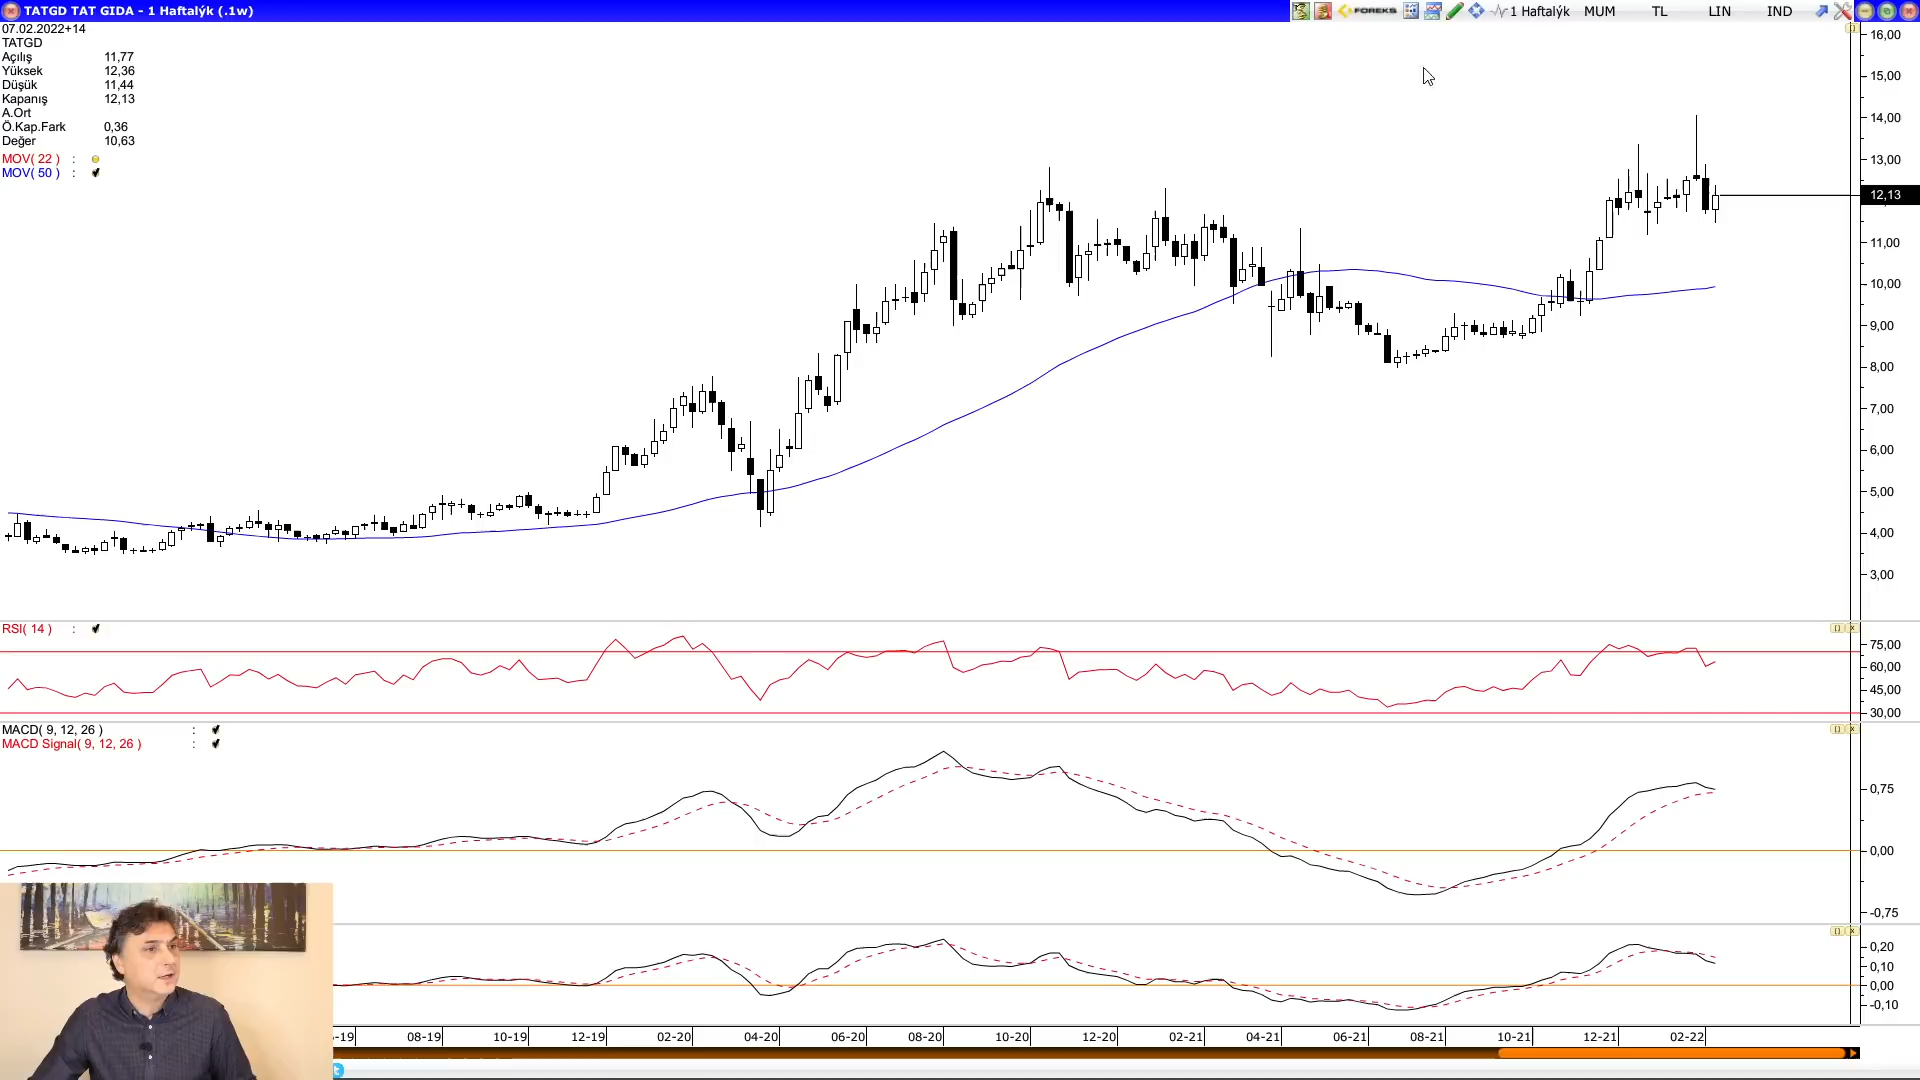 TATGD TAT GIDA - 1 Haftalýk (.1w)
FOREKS 1 Haftalýk MUM TL LIN IND
07.02.2022+14
TATGD
Açılış 11,77
Yüksek 12,36
Düşük 11,44
Kapanış 12,13
A.Ort
Ö.Kap.Fark 0,36
Değer 10,63
MOV( 22 ) :
MOV( 50 ) :
16,00
15,00
14,00
13,00
12,13
11,00
10,00
9,00
8,00
7,00
6,00
5,00
4,00
3,00
RSI( 14 ) :
75,00
60,00
45,00
30,00
MACD( 9, 12, 26 ) :
MACD Signal( 9, 12, 26 ) :
0,75
0,00
-0,75
0,20
0,10
0,00
-0,10
-19 08-19 10-19 12-19 02-20 04-20 06-20 08-20 10-20 12-20 02-21 04-21 06-21 08-21 10-21 12-21 02-22